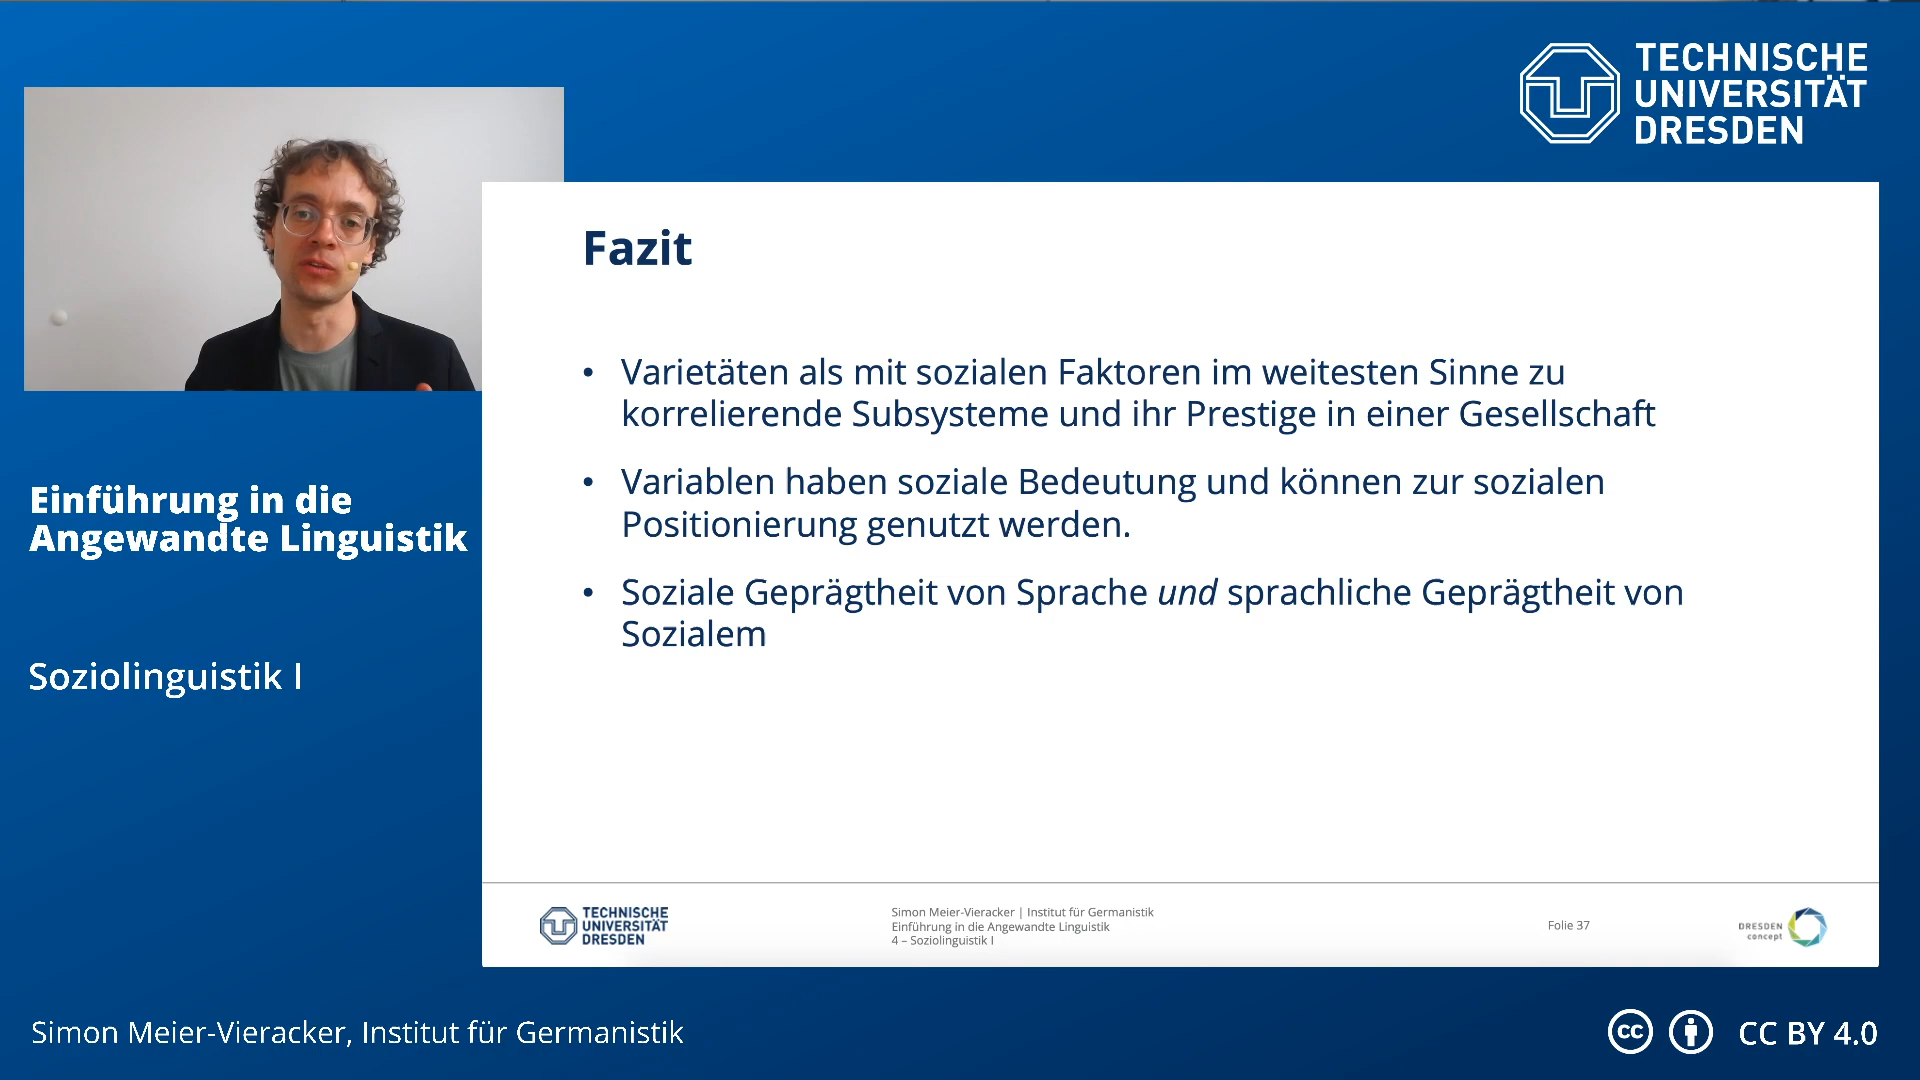 TECHNISCHE
UNIVERSITÄT
DRESDEN
Fazit
• Varietäten als mit sozialen Faktoren im weitesten Sinne zu
korrelierende Subsysteme und ihr Prestige in einer Gesellschaft
• Variablen haben soziale Bedeutung und können zur sozialen
Positionierung genutzt werden.
• Soziale Geprägtheit von Sprache und sprachliche Geprägtheit von
Sozialem
Einführung in die
Angewandte Linguistik
Soziolinguistik I
TECHNISCHE
UNIVERSITÄT
DRESDEN
Simon Meier-Vieracker | Institut für Germanistik
Einführung in die Angewandte Linguistik
4 – Soziolinguistik I
Folie 37
DRESDEN
concept
Simon Meier-Vieracker, Institut für Germanistik
cc
CC BY 4.0